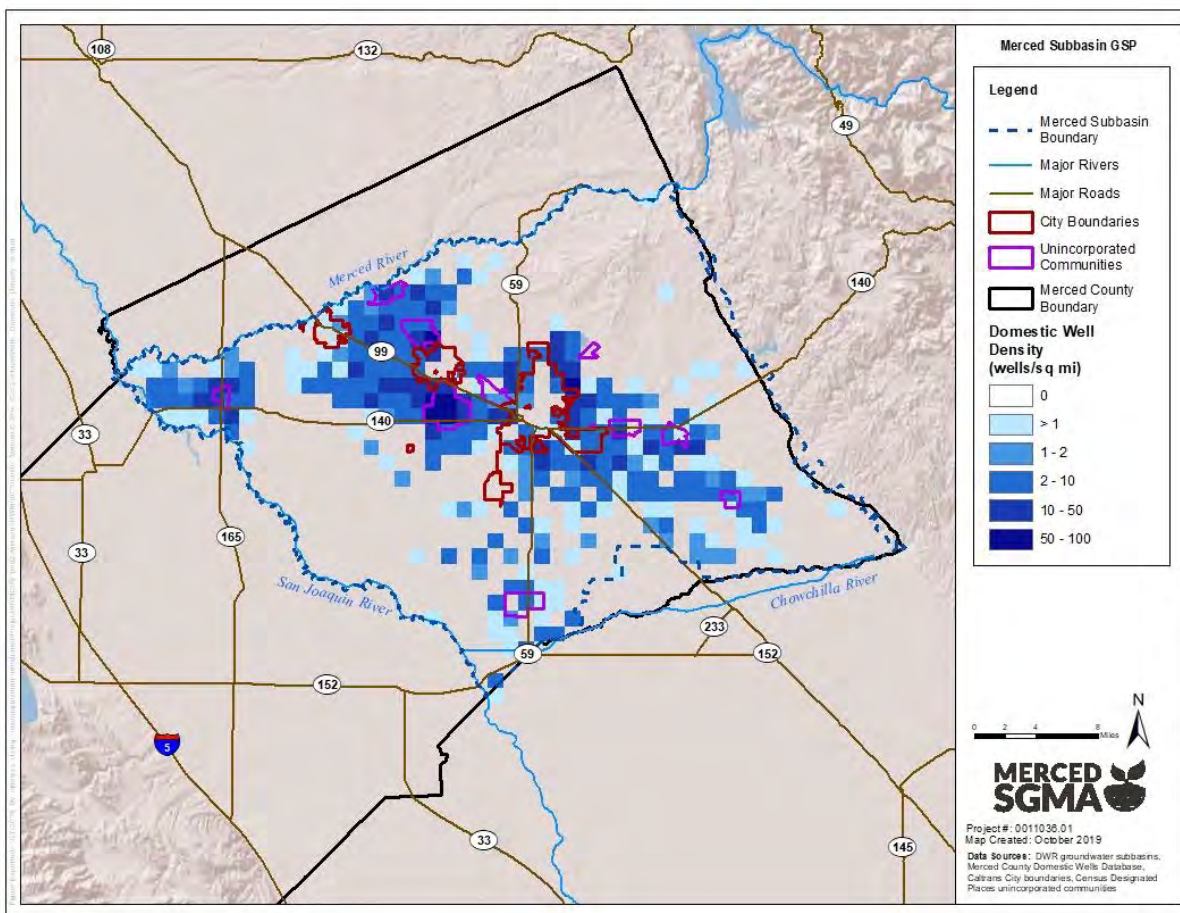 Merced Subbasin GSP
Legend
Merced Subbasin
Boundary
Major Rivers
Major Roads
City Boundaries
Unincorporated
Communities
Merced County
Boundary
Domestic Well
Density
(wells/sq mi)
0
> 1
1 - 2
2 - 10
10 - 50
50 - 100
108
132
49
Merced River
59
140
99
140
33
165
33
San Joaquin River
Chowchilla River
233
59
152
152
5
33
145
N
0 2 4 8
Miles
MERCED
SGMA
Project #: 0011036.01
Map Created: October 2019
Data Sources: DWR groundwater subbasins,
Merced County Domestic Wells Database,
Caltrans City boundaries, Census Designated
Places unincorporated communities